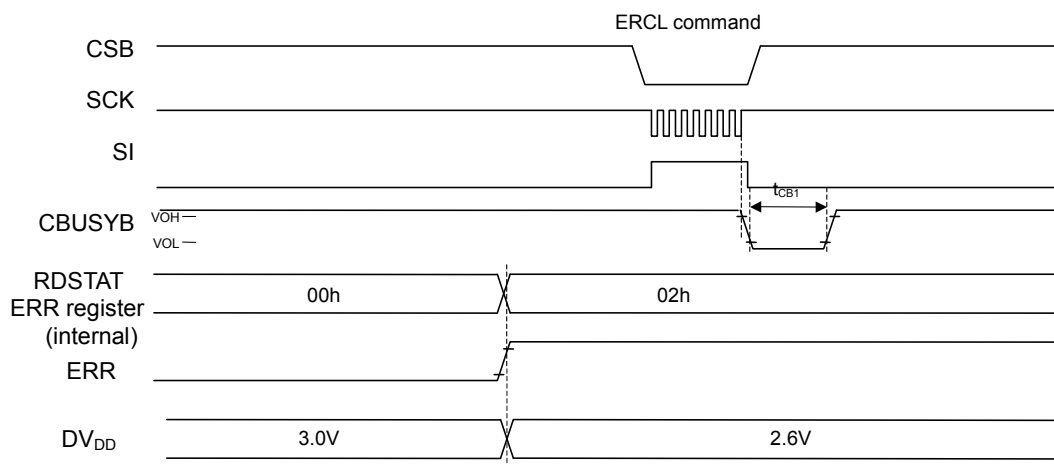 ERCL command
CSB
SCK
SI
tCB1
CBUSYB
VOH
VOL
RDSTAT
ERR register
(internal)
00h
02h
ERR
DVDD
3.0V
2.6V